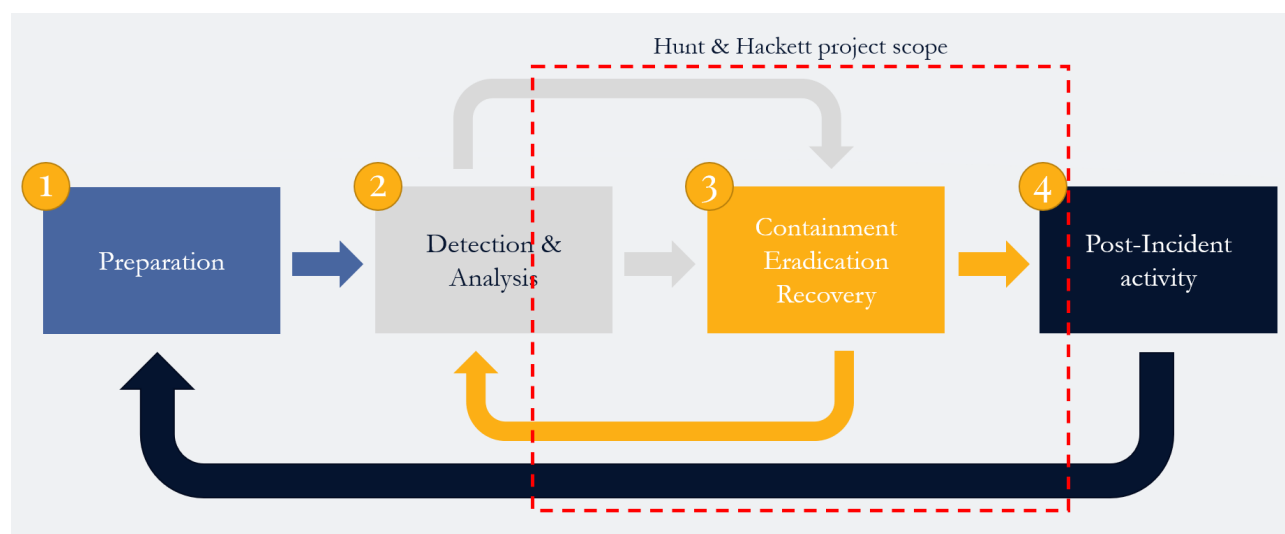 Hunt & Hackett project scope
1
Preparation
2
Detection &
Analysis
3
Containment
Eradication
Recovery
4
Post-Incident
activity